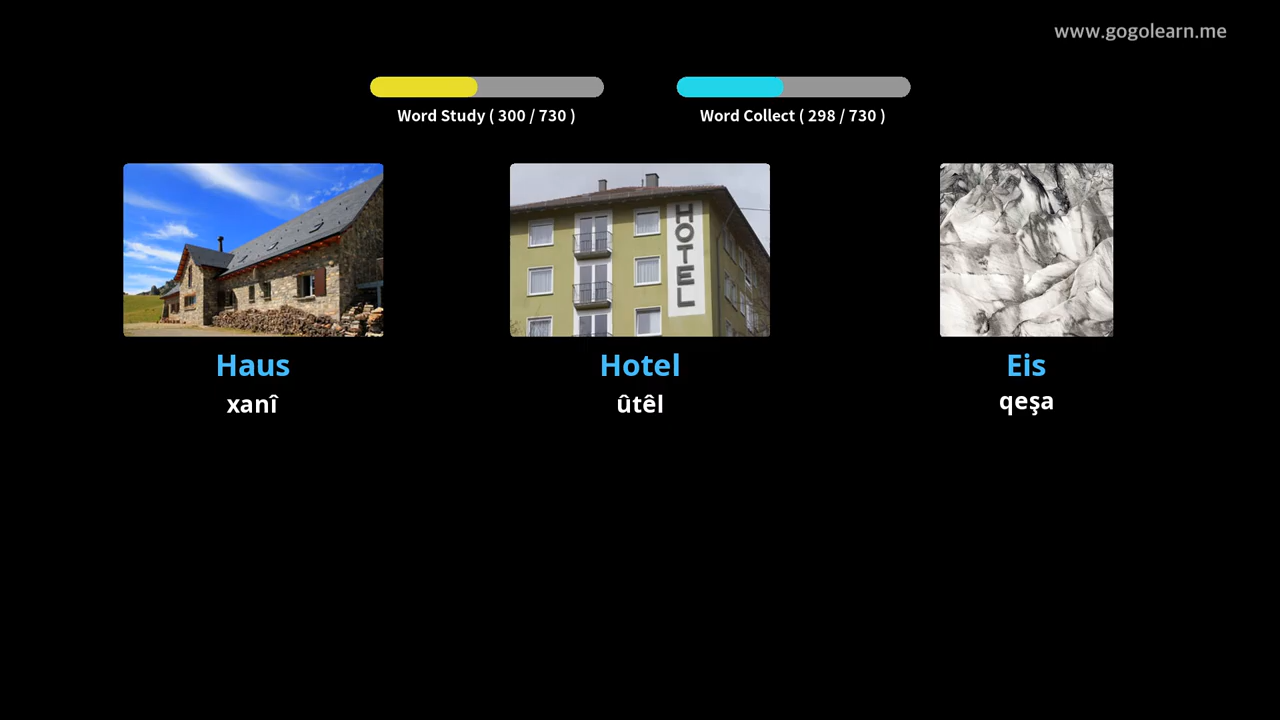 www.gogolearn.me
Word Study ( 300 / 730 )
Word Collect ( 298 / 730 )
HOTEL
Haus
Hotel
Eis
xanî
ûtêl
qeşa